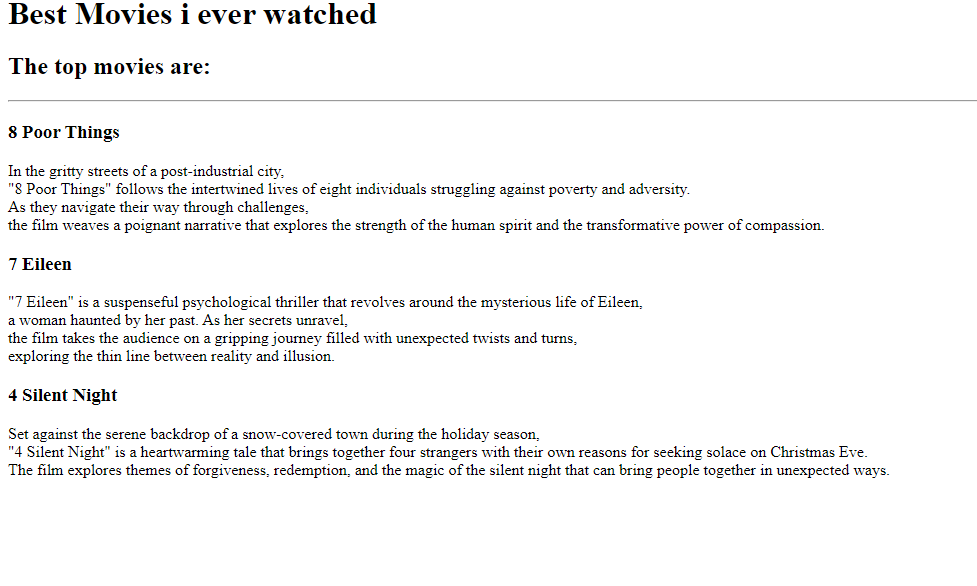 Best Movies i ever watched
The top movies are:
8 Poor Things
In the gritty streets of a post-industrial city,
"8 Poor Things" follows the intertwined lives of eight individuals struggling against poverty and adversity.
As they navigate their way through challenges,
the film weaves a poignant narrative that explores the strength of the human spirit and the transformative power of compassion.
7 Eileen
"7 Eileen" is a suspenseful psychological thriller that revolves around the mysterious life of Eileen,
a woman haunted by her past. As her secrets unravel,
the film takes the audience on a gripping journey filled with unexpected twists and turns,
exploring the thin line between reality and illusion.
4 Silent Night
Set against the serene backdrop of a snow-covered town during the holiday season,
"4 Silent Night" is a heartwarming tale that brings together four strangers with their own reasons for seeking solace on Christmas Eve.
The film explores themes of forgiveness, redemption, and the magic of the silent night that can bring people together in unexpected ways.